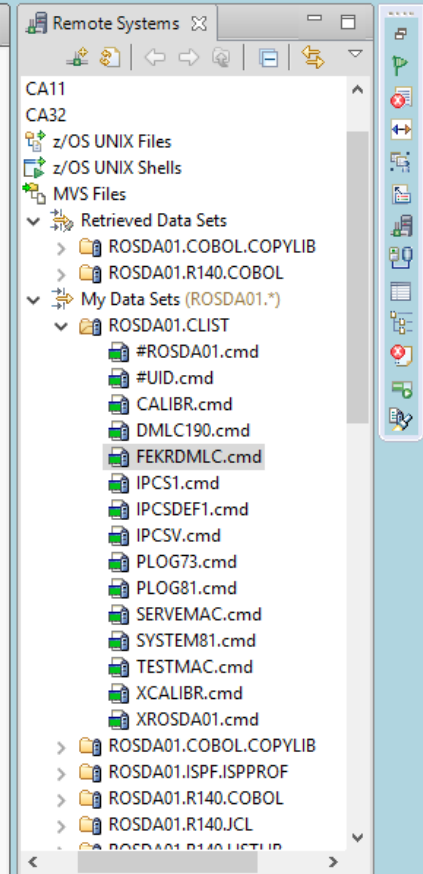 Remote Systems
CA11
CA32
z/OS UNIX Files
z/OS UNIX Shells
MVS Files
Retrieved Data Sets
ROSDA01.COBOL.COPYLIB
ROSDA01.R140.COBOL
My Data Sets (ROSDA01.*)
ROSDA01.CLIST
#ROSDA01.cmd
#UID.cmd
CALIBR.cmd
DMLC190.cmd
FEKRDMLC.cmd
IPCS1.cmd
IPCSDEF1.cmd
IPCSV.cmd
PLOG73.cmd
PLOG81.cmd
SERVEMAC.cmd
SYSTEM81.cmd
TESTMAC.cmd
XCALIBR.cmd
XROSDA01.cmd
ROSDA01.COBOL.COPYLIB
ROSDA01.ISPF.ISPPROF
ROSDA01.R140.COBOL
ROSDA01.R140.JCL
ROSDA01.R140.LISTLIB